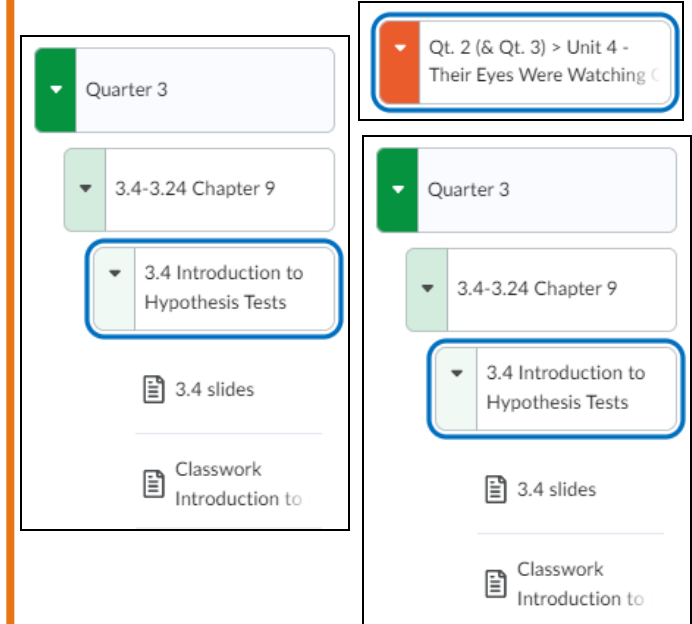 Quarter 3
3.4-3.24 Chapter 9
3.4 Introduction to
Hypothesis Tests
3.4 slides
Classwork
Introduction to
Qt. 2 (& Qt. 3) > Unit 4 -
Their Eyes Were Watching
Quarter 3
3.4-3.24 Chapter 9
3.4 Introduction to
Hypothesis Tests
3.4 slides
Classwork
Introduction to